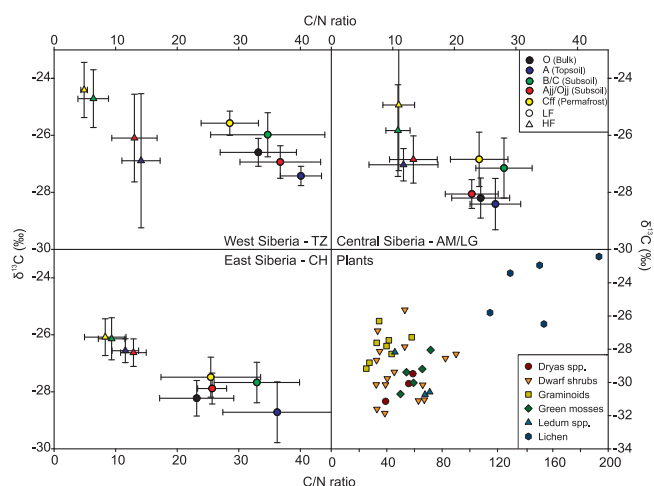 C/N ratio
0 10 20 30 40 0 10 20 30 40
-24
-26
-28
-30
O (Bulk)
A (Topsoil)
B/C (Subsoil)
Ajj/Ojj (Subsoil)
Cff (Permafrost)
LF
HF
-24
-26
-28
-30
West Siberia - TZ
Central Siberia - AM/LG
δ¹³C (‰)
δ¹³C (‰)
East Siberia - CH
Plants
-26
-28
-30
-24
-26
-28
-30
-32
-34
Dryas spp.
Dwarf shrubs
Graminoids
Green mosses
Ledum spp.
Lichen
0 10 20 30 40 0 40 80 120 160 200
C/N ratio
C/N ratio